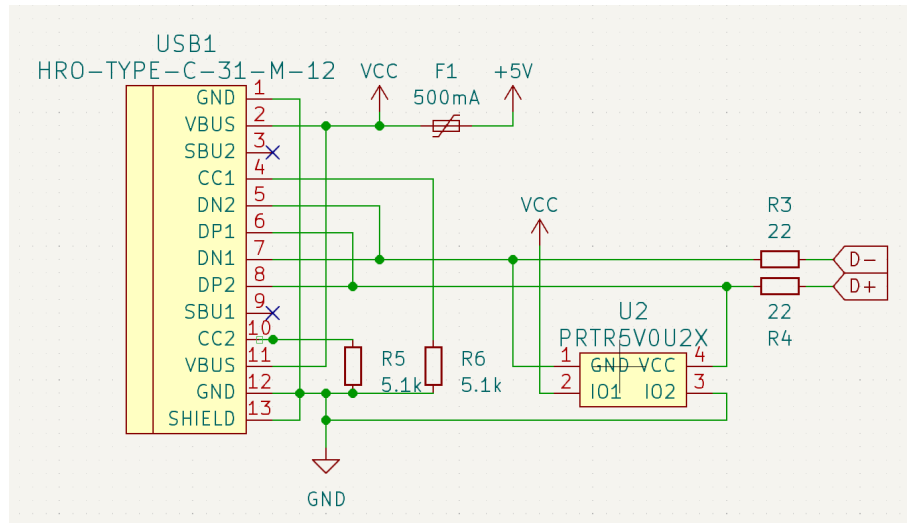 USB1
HRO-TYPE-C-31-M-12
GND 1
VBUS 2
SBU2 3
CC1 4
DN2 5
DP1 6
DN1 7
DP2 8
SBU1 9
CC2 10
VBUS 11
GND 12
SHIELD 13
VCC
F1
500mA
+5V
VCC
R3
22
D-
D+
22
R4
U2
PRTR5V0U2X
1 GND VCC 4
2 IO1 IO2 3
R5
5.1k
R6
5.1k
GND